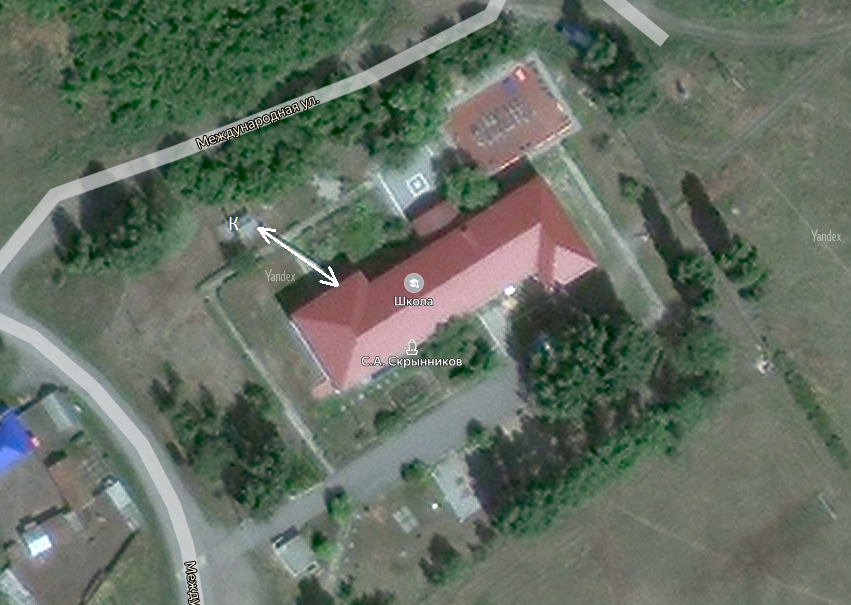 Международная ул.
К
Yandex
Yandex
Школа
С.А. Скрынников
Между